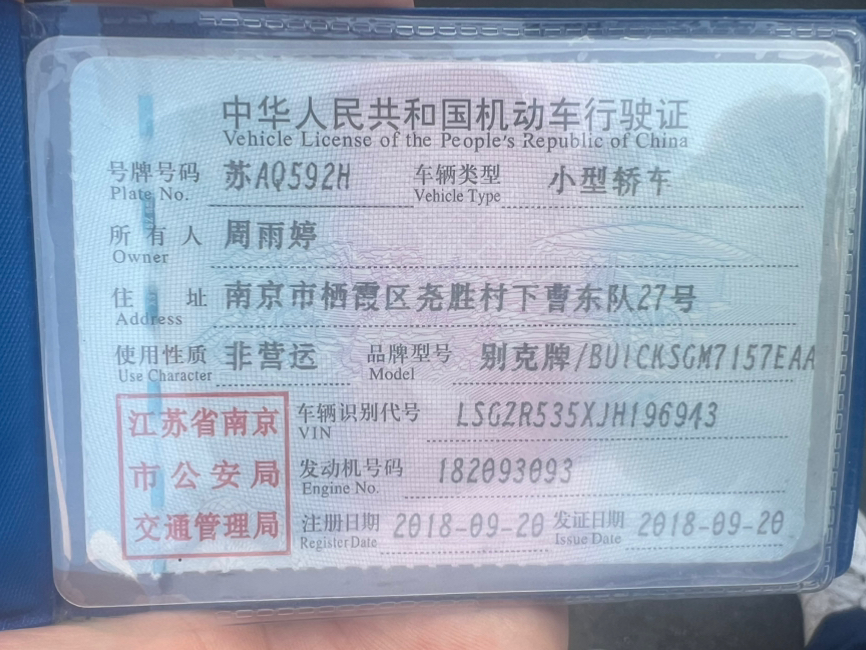 中华人民共和国机动车行驶证
Vehicle License of the People's Republic of China
号牌号码 苏AQ592H 车辆类型 小型轿车
Plate No. Vehicle Type
所有人 周雨婷
Owner
住址 南京市栖霞区尧胜村下曹东队27号
Address
使用性质 非营运 品牌型号 别克牌/BUICKSGM7157EAA
Use Character Model
江苏省南京 车辆识别代号 LSGZR535XJH196943
VIN
市公安局 发动机号码 182093093
Engine No.
交通管理局 注册日期 2018-09-20 发证日期 2018-09-20
Register Date Issue Date